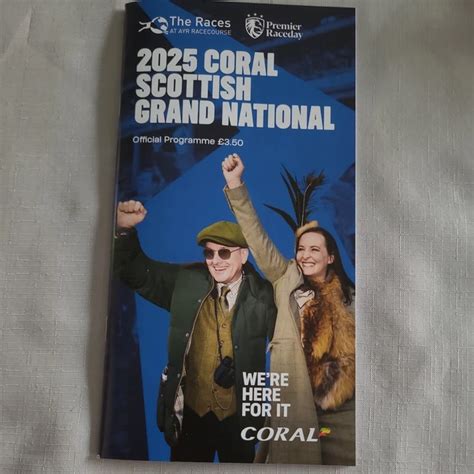 The Races
AT AYR RACECOURSE
Premier
Raceday
2025 CORAL
SCOTTISH
GRAND NATIONAL
Official Programme £3.50
WE'RE
HERE
FOR IT
CORAL